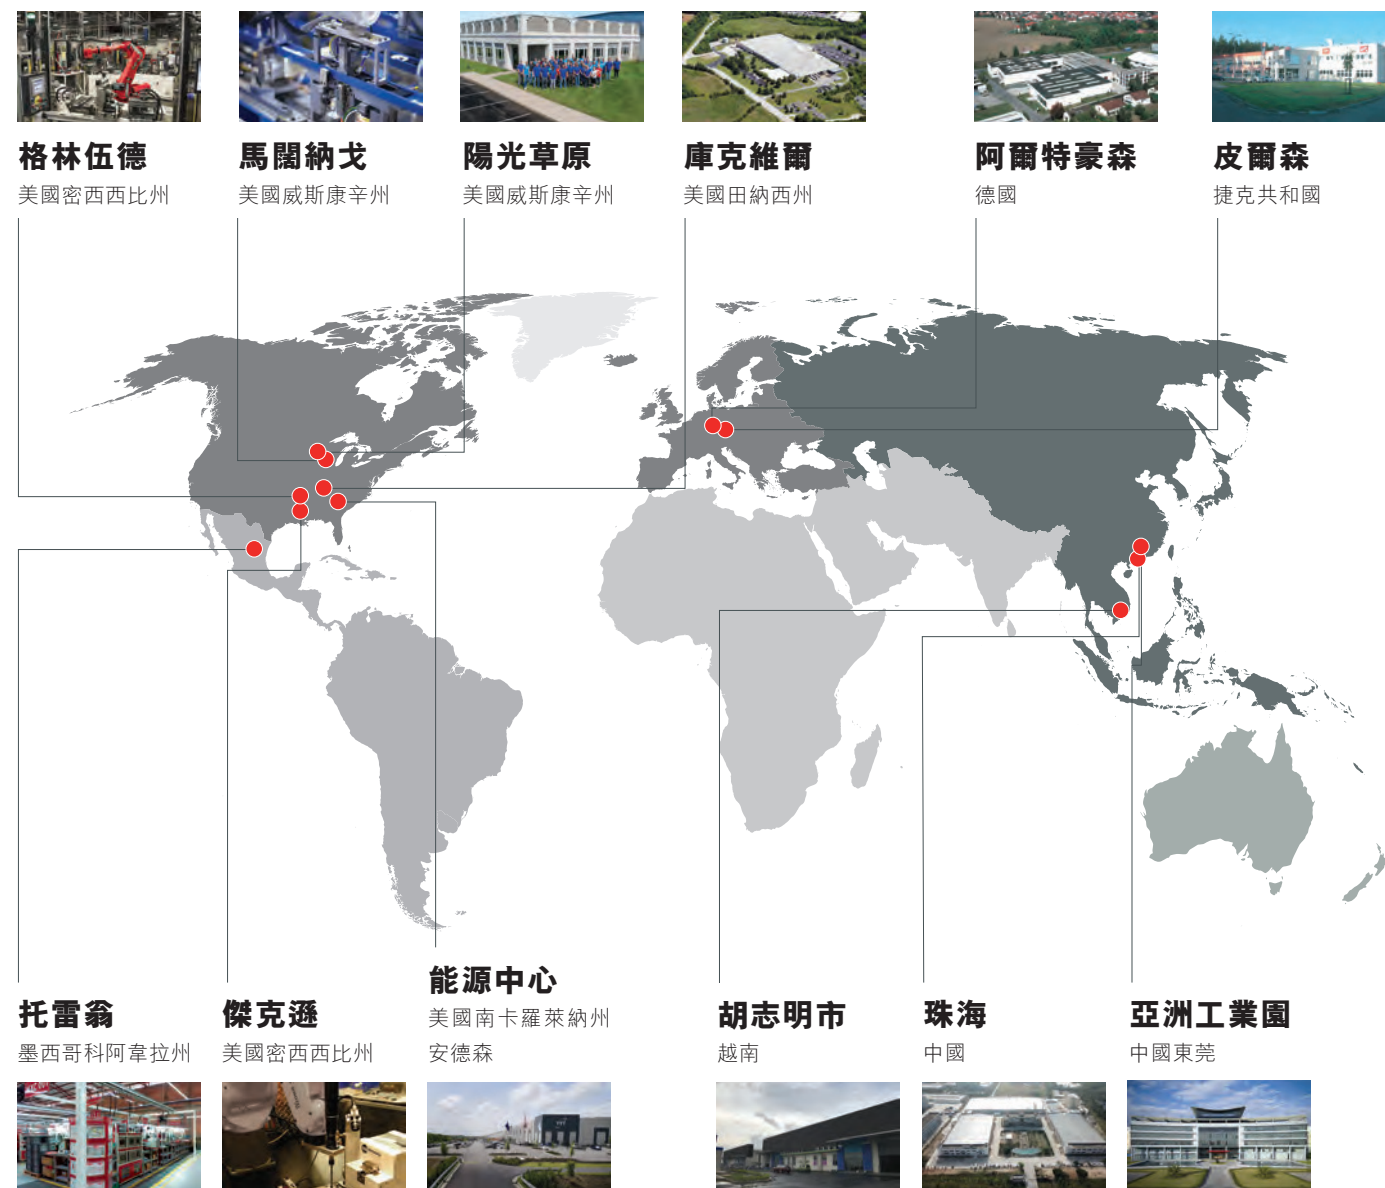 格林伍德
美國密西西比州
馬闊納戈
美國威斯康辛州
陽光草原
美國威斯康辛州
庫克維爾
美國田納西州
阿爾特豪森
德國
皮爾森
捷克共和國
托雷翁
墨西哥科阿韋拉州
傑克遜
美國密西西比州
能源中心
美國南卡羅萊納州
安德森
胡志明市
越南
珠海
中國
亞洲工業園
中國東莞